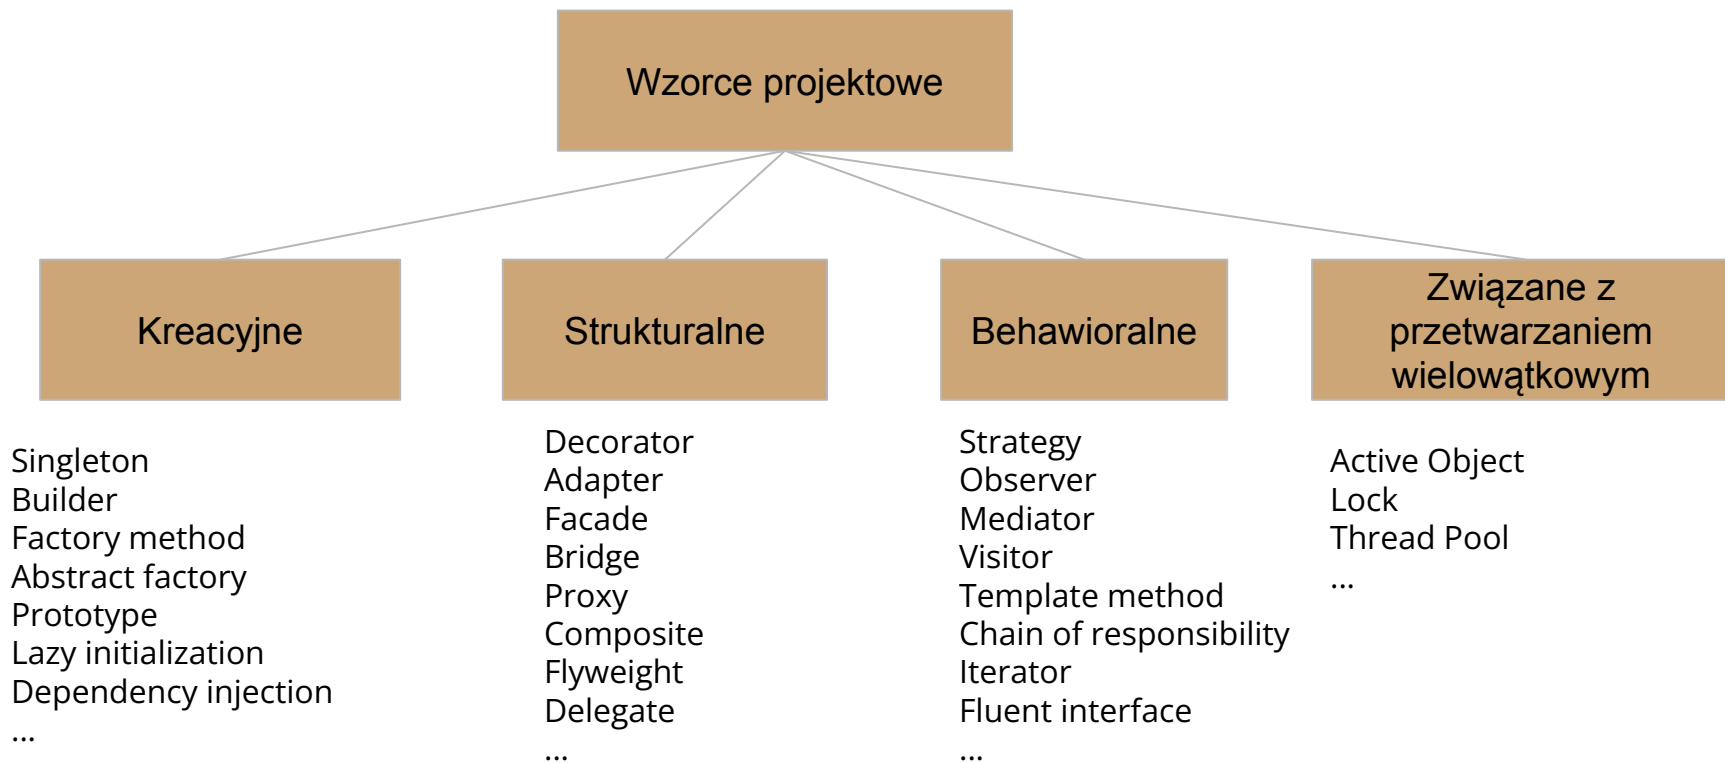 Wzorce projektowe
Kreacyjne
Singleton
Builder
Factory method
Abstract factory
Prototype
Lazy initialization
Dependency injection
...
Strukturalne
Decorator
Adapter
Facade
Bridge
Proxy
Composite
Flyweight
Delegate
...
Behawioralne
Strategy
Observer
Mediator
Visitor
Template method
Chain of responsibility
Iterator
Fluent interface
...
Związane z
przetwarzaniem
wielowątkowym
Active Object
Lock
Thread Pool
...